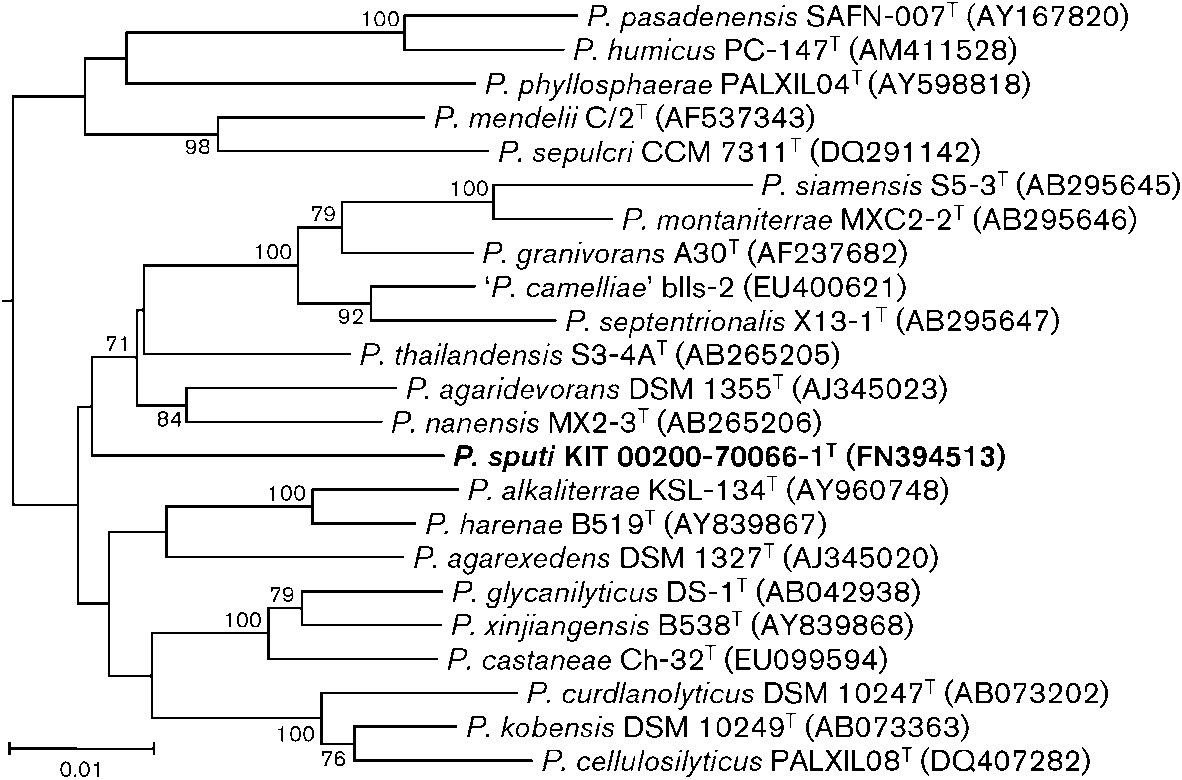 100
P. pasadenensis SAFN-007ᵀ (AY167820)
P. humicus PC-147ᵀ (AM411528)
P. phyllosphaerae PALXIL04ᵀ (AY598818)
P. mendelii C/2ᵀ (AF537343)
98
P. sepulcri CCM 7311ᵀ (DQ291142)
100
P. siamensis S5-3ᵀ (AB295645)
79
P. montaniterrae MXC2-2ᵀ (AB295646)
100
P. granivorans A30ᵀ (AF237682)
‘P. camelliae’ blls-2 (EU400621)
92
P. septentrionalis X13-1ᵀ (AB295647)
71
P. thailandensis S3-4Aᵀ (AB265205)
P. agaridevorans DSM 1355ᵀ (AJ345023)
84
P. nanensis MX2-3ᵀ (AB265206)
P. sputi KIT 00200-70066-1ᵀ (FN394513)
100
P. alkaliterrae KSL-134ᵀ (AY960748)
P. harenae B519ᵀ (AY839867)
P. agarexedens DSM 1327ᵀ (AJ345020)
79
P. glycanilyticus DS-1ᵀ (AB042938)
100
P. xinjiangensis B538ᵀ (AY839868)
P. castaneae Ch-32ᵀ (EU099594)
P. curdlanolyticus DSM 10247ᵀ (AB073202)
100
P. kobensis DSM 10249ᵀ (AB073363)
76
P. cellulosilyticus PALXIL08ᵀ (DQ407282)
0.01